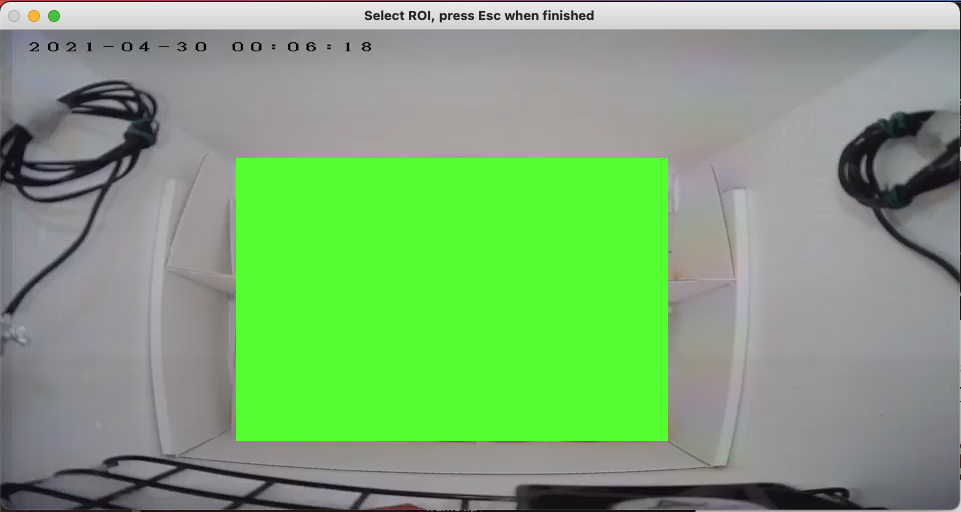 Select ROI, press Esc when finished
2021-04-30 00:06:18